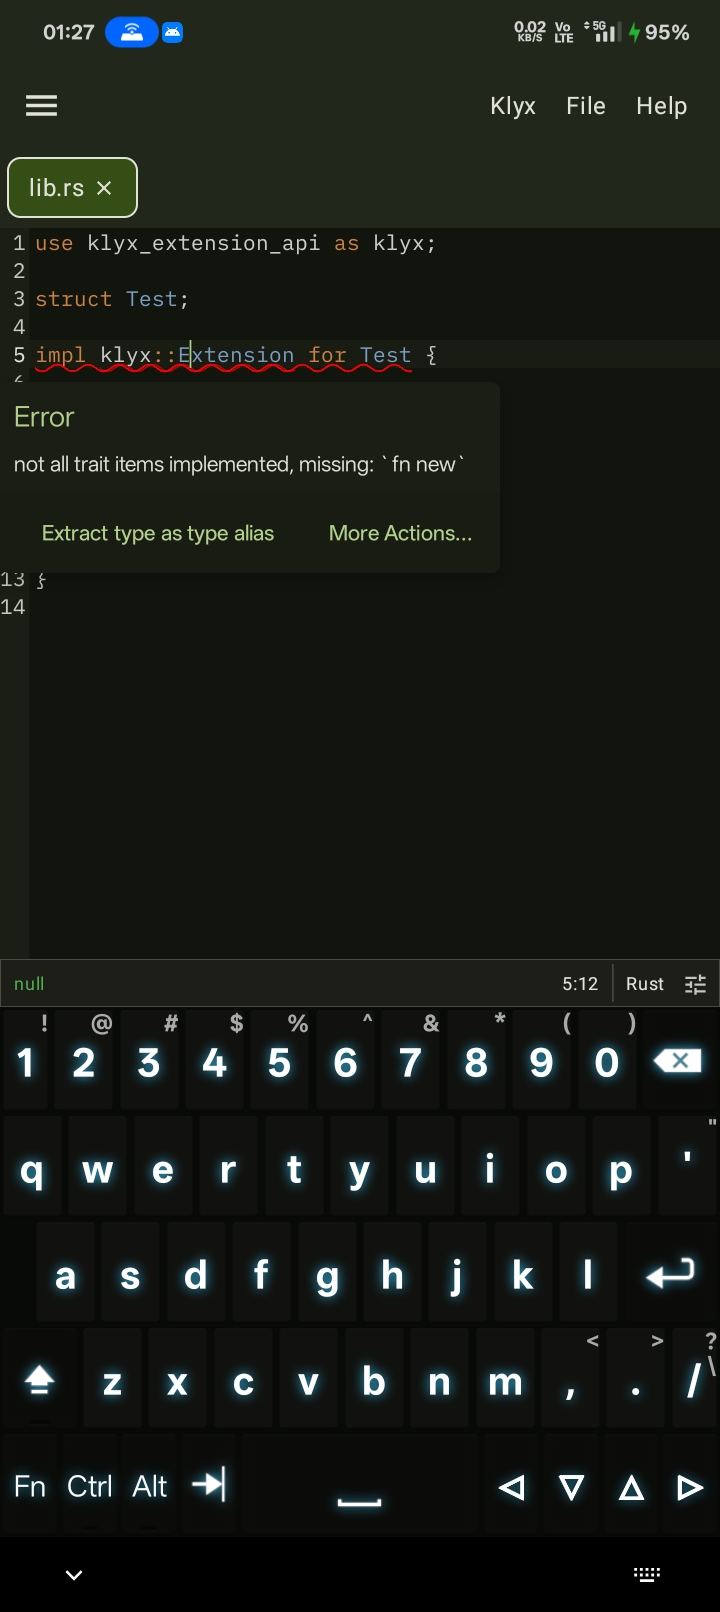 01:27 0.02 KB/S Vo LTE 5G 95%
Klyx File Help
lib.rs ×
1 use klyx_extension_api as klyx;
2
3 struct Test;
4
5 impl klyx::Extension for Test {
Error
not all trait items implemented, missing: `fn new`
Extract type as type alias More Actions...
13 }
14
null 5:12 Rust
! @ # $ % ^ & * ( )
1 2 3 4 5 6 7 8 9 0
"
q w e r t y u i o p '
a s d f g h j k l
< > ?
z x c v b n m , . / \
Fn Ctrl Alt